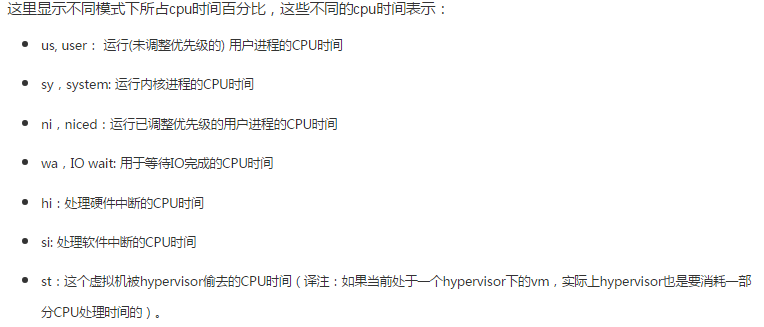 这里显示不同模式下所占cpu时间百分比，这些不同的cpu时间表示：
us, user： 运行(未调整优先级的) 用户进程的CPU时间
sy，system: 运行内核进程的CPU时间
ni，niced：运行已调整优先级的用户进程的CPU时间
wa，IO wait: 用于等待IO完成的CPU时间
hi：处理硬件中断的CPU时间
si: 处理软件中断的CPU时间
st：这个虚拟机被hypervisor偷去的CPU时间（译注：如果当前处于一个hypervisor下的vm，实际上hypervisor也是要消耗一部
分CPU处理时间的）。